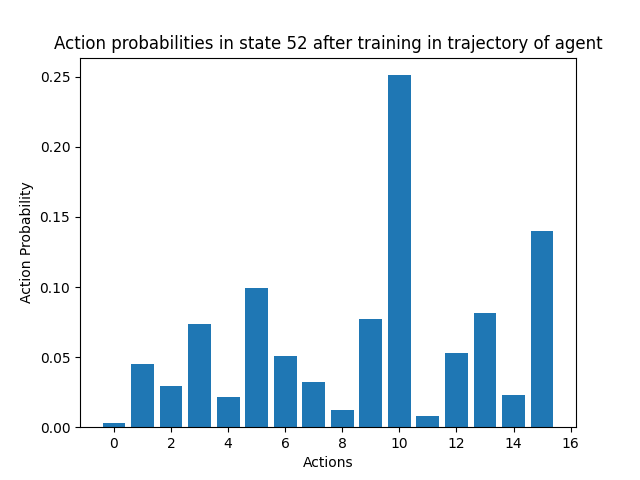 Action probabilities in state 52 after training in trajectory of agent
0.25
0.20
0.15
0.10
0.05
0.00
Action Probability
0 2 4 6 8 10 12 14 16
Actions